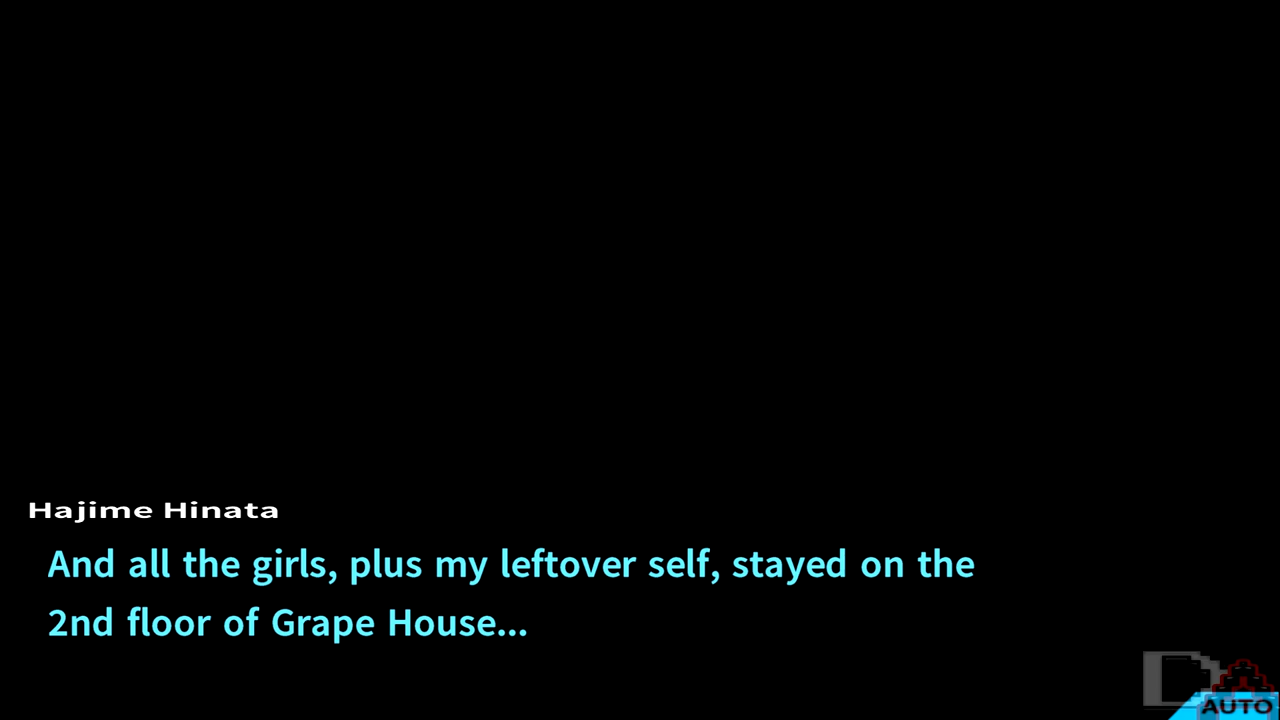 Hajime Hinata
And all the girls, plus my leftover self, stayed on the
2nd floor of Grape House...
AUTO